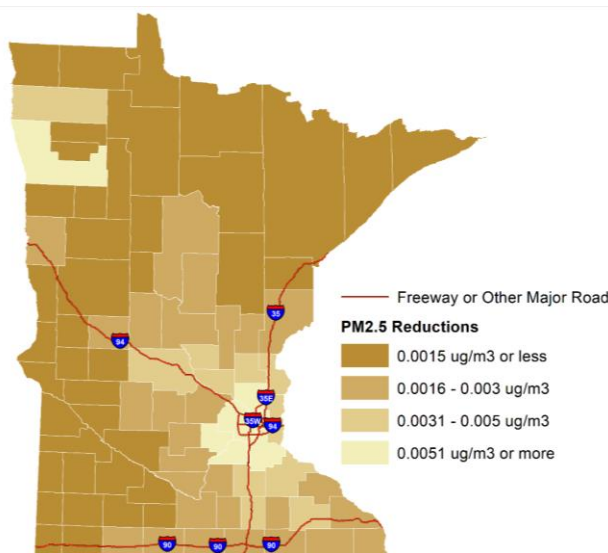 Freeway or Other Major Road
PM2.5 Reductions
35
0.0015 ug/m3 or less
94
0.0016 - 0.003 ug/m3
35E
0.0031 - 0.005 ug/m3
35W
94
0.0051 ug/m3 or more
90
90
90